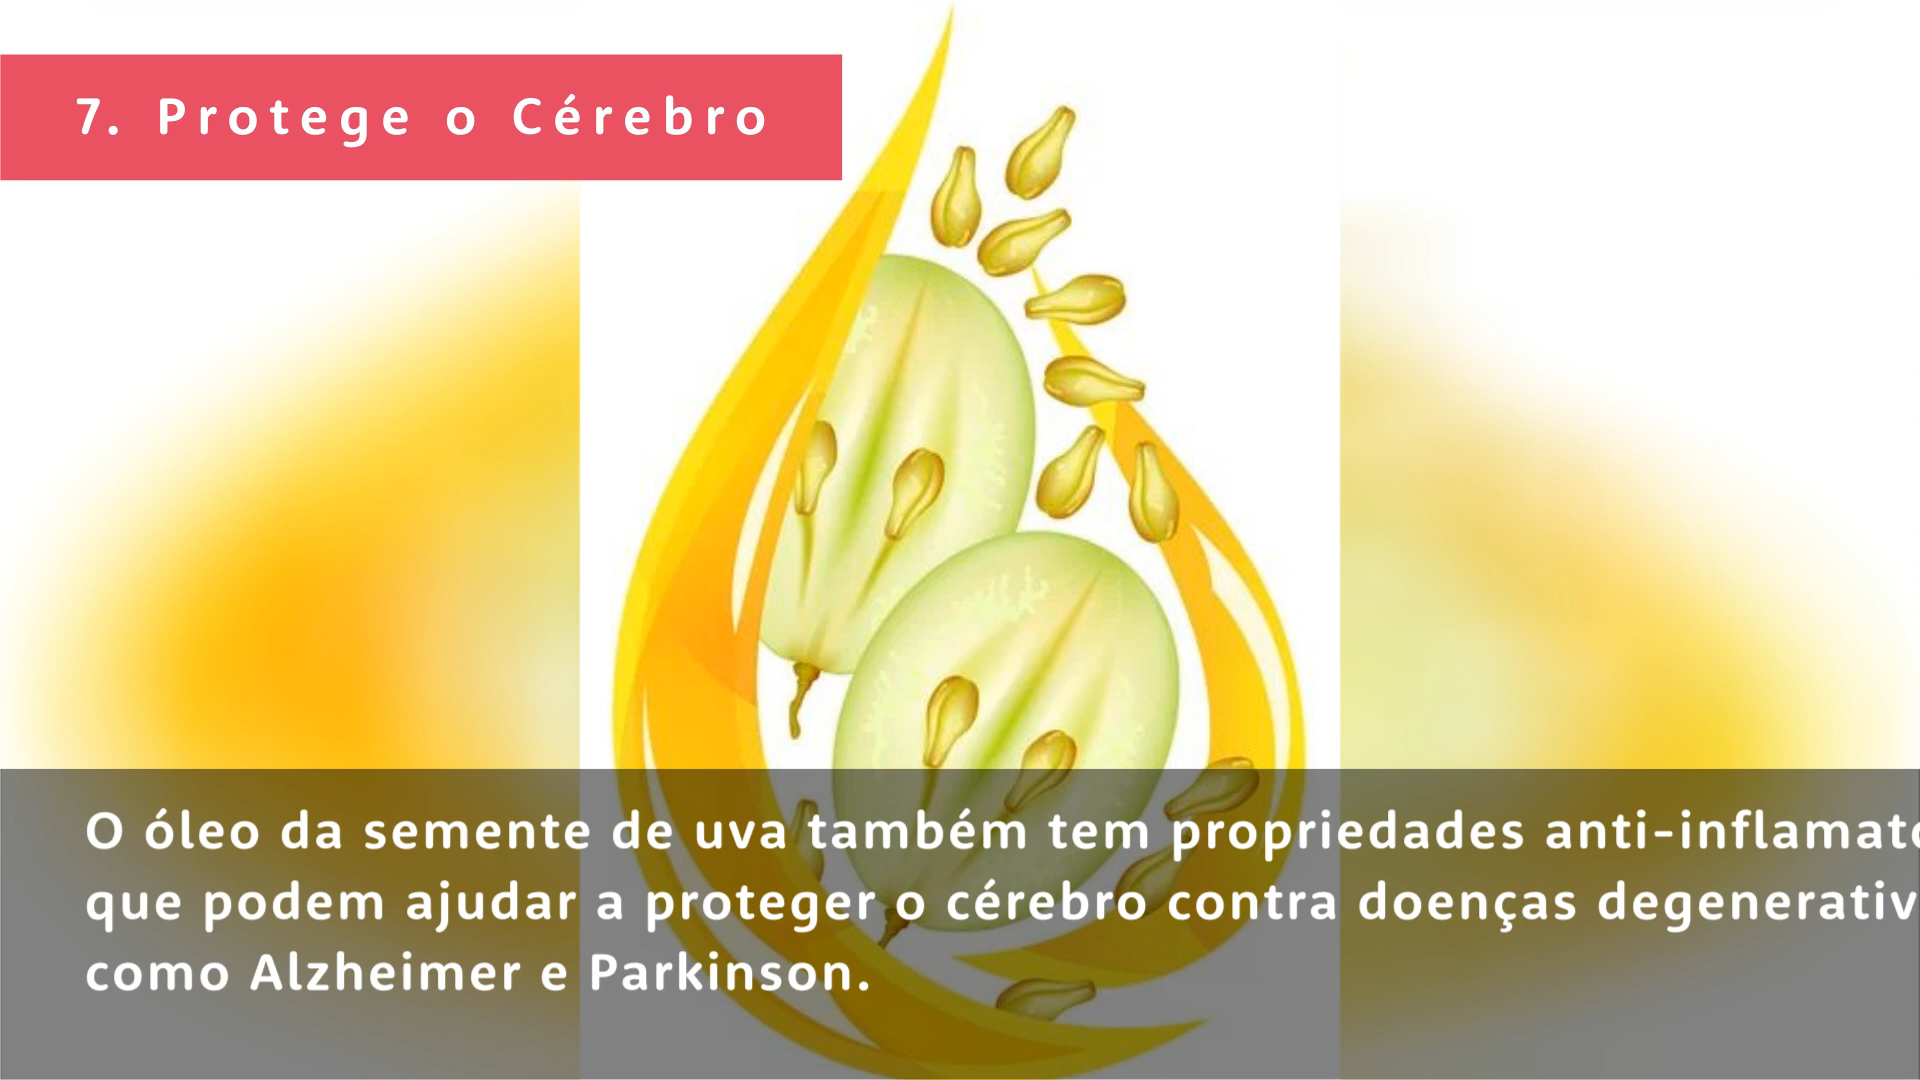 7. Protege o Cérebro
O óleo da semente de uva também tem propriedades anti-inflamato
que podem ajudar a proteger o cérebro contra doenças degenerativ
como Alzheimer e Parkinson.